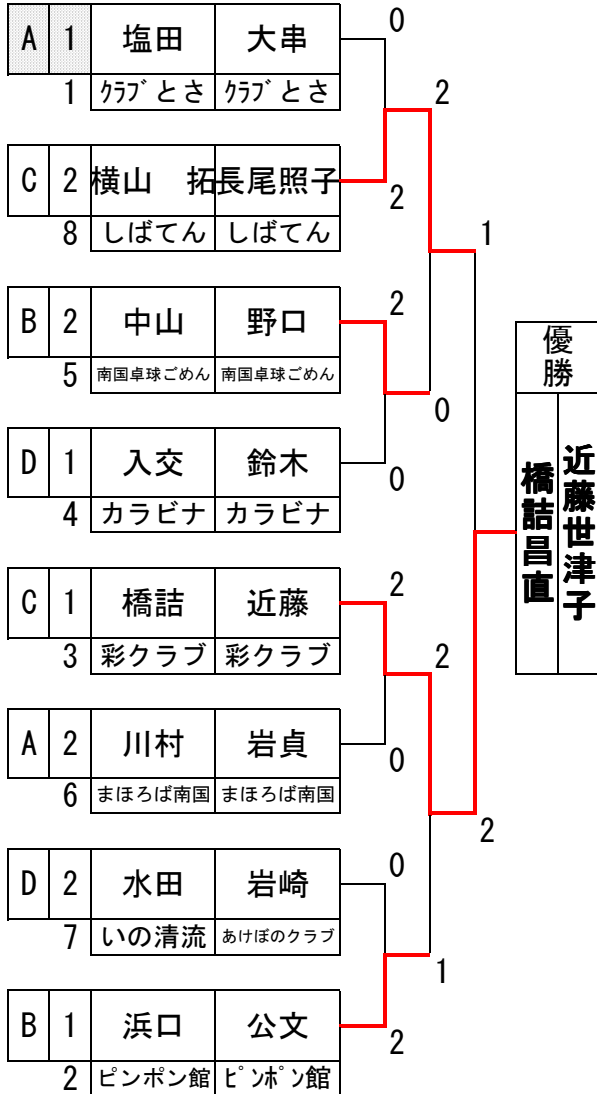 A 1 塩田 大串 0
1 ｸﾗﾌﾞとさ ｸﾗﾌﾞとさ 2
C 2 横山　拓 長尾照子 2
8 しばてん しばてん 1
B 2 中山 野口 2
5 南国卓球ごめん 南国卓球ごめん
0
D 1 入交 鈴木 0
4 カラビナ カラビナ
C 1 橋詰 近藤 2
3 彩クラブ 彩クラブ 2
A 2 川村 岩貞 0
6 まほろば南国 まほろば南国
2
D 2 水田 岩崎 0
7 いの清流 あけぼのクラブ
1
B 1 浜口 公文 2
2 ピンポン館 ﾋﾟﾝﾎﾟﾝ館
優勝
近藤世津子
橋詰昌直